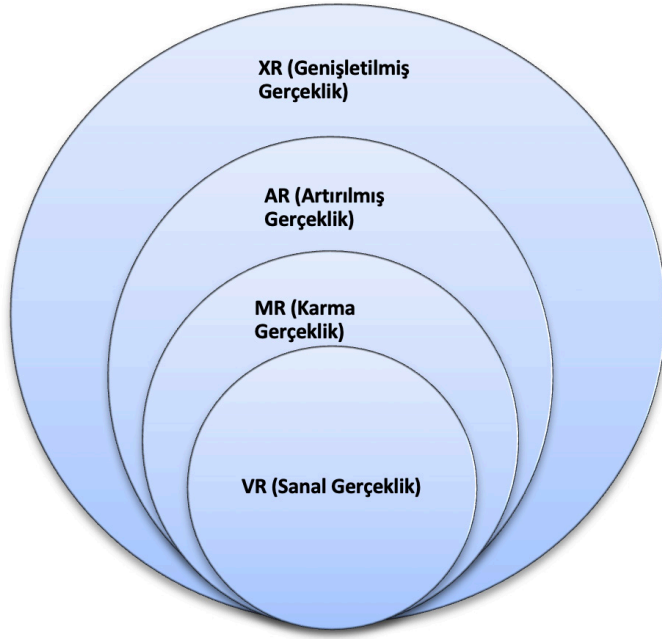 XR (Genişletilmiş
Gerçeklik)
AR (Artırılmış
Gerçeklik)
MR (Karma
Gerçeklik)
VR (Sanal Gerçeklik)